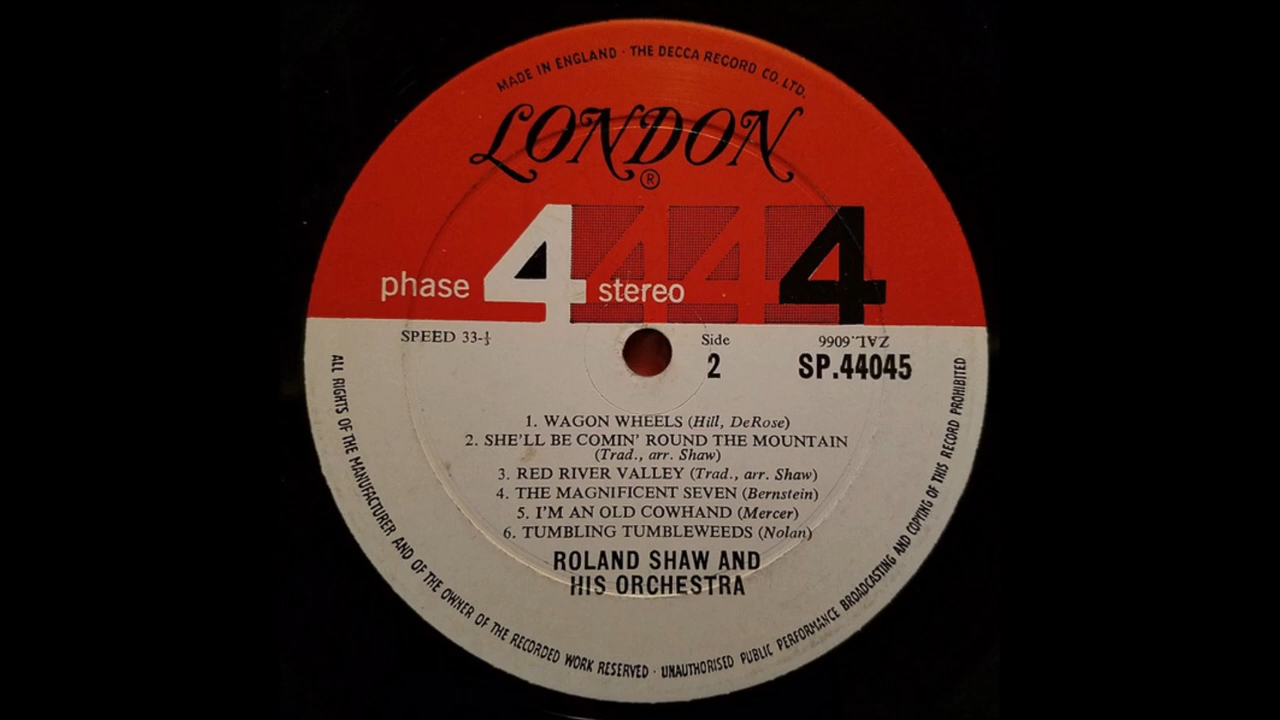 MADE IN ENGLAND · THE DECCA RECORD CO. LTD.
LONDON
®
phase 4 stereo 4 4 4
SPEED 33-⅓
Side
2
ZAL.6066
SP.44045
1. WAGON WHEELS (Hill, DeRose)
2. SHE'LL BE COMIN' ROUND THE MOUNTAIN
(Trad., arr. Shaw)
3. RED RIVER VALLEY (Trad., arr. Shaw)
4. THE MAGNIFICENT SEVEN (Bernstein)
5. I'M AN OLD COWHAND (Mercer)
6. TUMBLING TUMBLEWEEDS (Nolan)
ROLAND SHAW AND
HIS ORCHESTRA
ALL RIGHTS OF THE MANUFACTURER AND OF THE OWNER OF THE RECORDED WORK RESERVED · UNAUTHORISED PUBLIC PERFORMANCE BROADCASTING AND COPYING OF THIS RECORD PROHIBITED